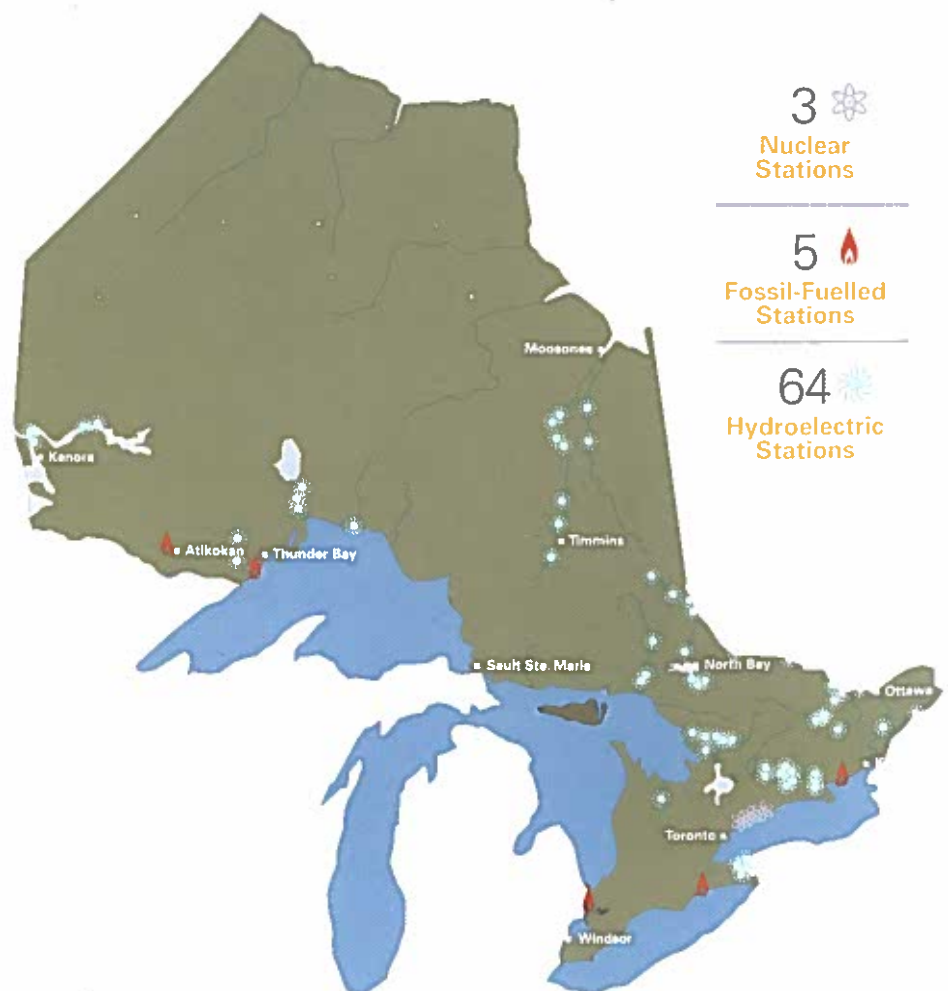 3
Nuclear
Stations
5
Fossil-Fuelled
Stations
64
Hydroelectric
Stations
Moosonee
Kenora
Atikokan
Thunder Bay
Timmins
Sault Ste. Marie
North Bay
Ottawa
Toronto
Windsor